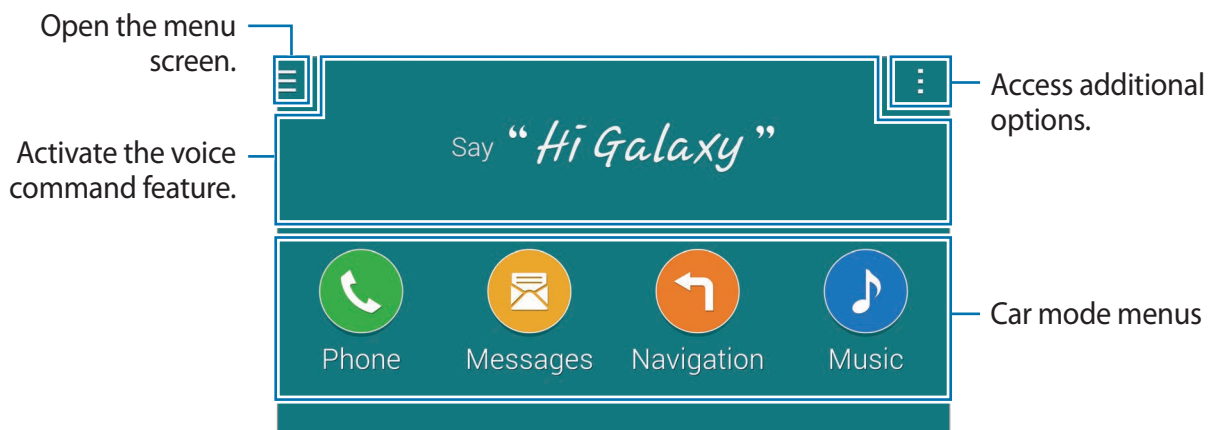 Open the menu
screen.
Activate the voice
command feature.
Say “Hi Galaxy”
Access additional
options.
Phone
Messages
Navigation
Music
Car mode menus